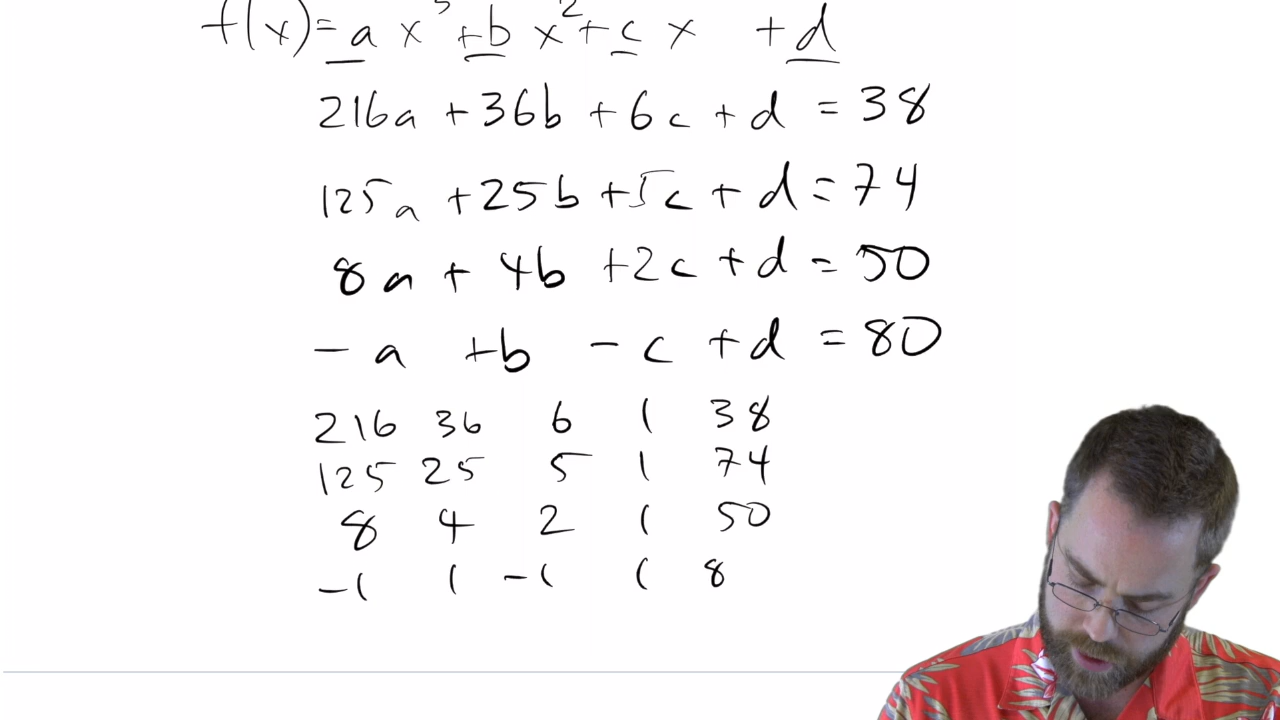 f(x)= a x³ +b x² + c x + d
216a + 36b + 6c + d = 38
125a + 25b + 5c + d = 74
8a + 4b + 2c + d = 50
- a +b - c + d = 80
216 36 6 1 38
125 25 5 1 74
8 4 2 1 50
-1 1 -1 1 8